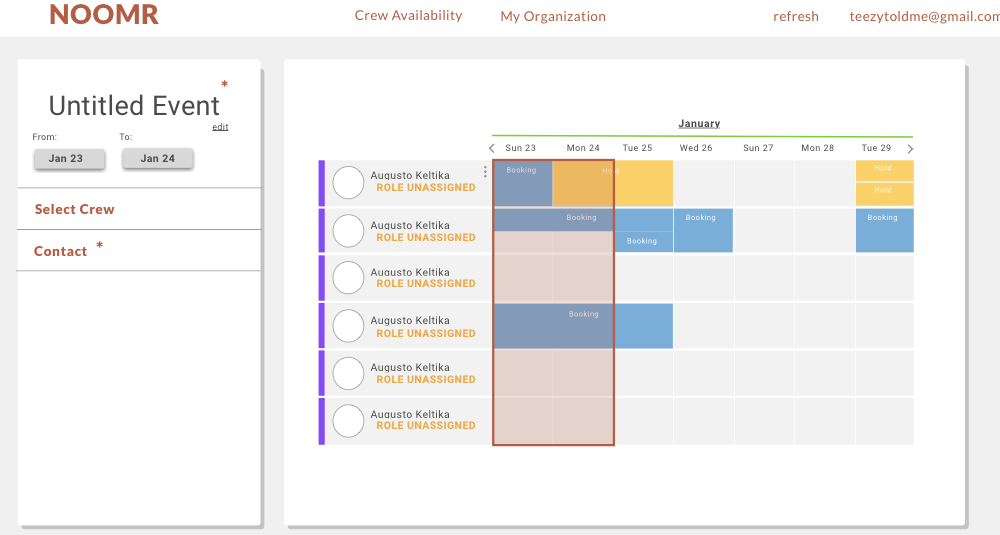 NOOMR
Crew Availability
My Organization
refresh
teezytoldme@gmail.com
Untitled Event *
edit
From:
To:
Jan 23
Jan 24
Select Crew
Contact *
January
Sun 23
Mon 24
Tue 25
Wed 26
Sun 27
Mon 28
Tue 29
Augusto Keltika
ROLE UNASSIGNED
Booking
Hold
Hold
Hold
Augusto Keltika
ROLE UNASSIGNED
Booking
Booking
Booking
Booking
Augusto Keltika
ROLE UNASSIGNED
Augusto Keltika
ROLE UNASSIGNED
Booking
Augusto Keltika
ROLE UNASSIGNED
Augusto Keltika
ROLE UNASSIGNED